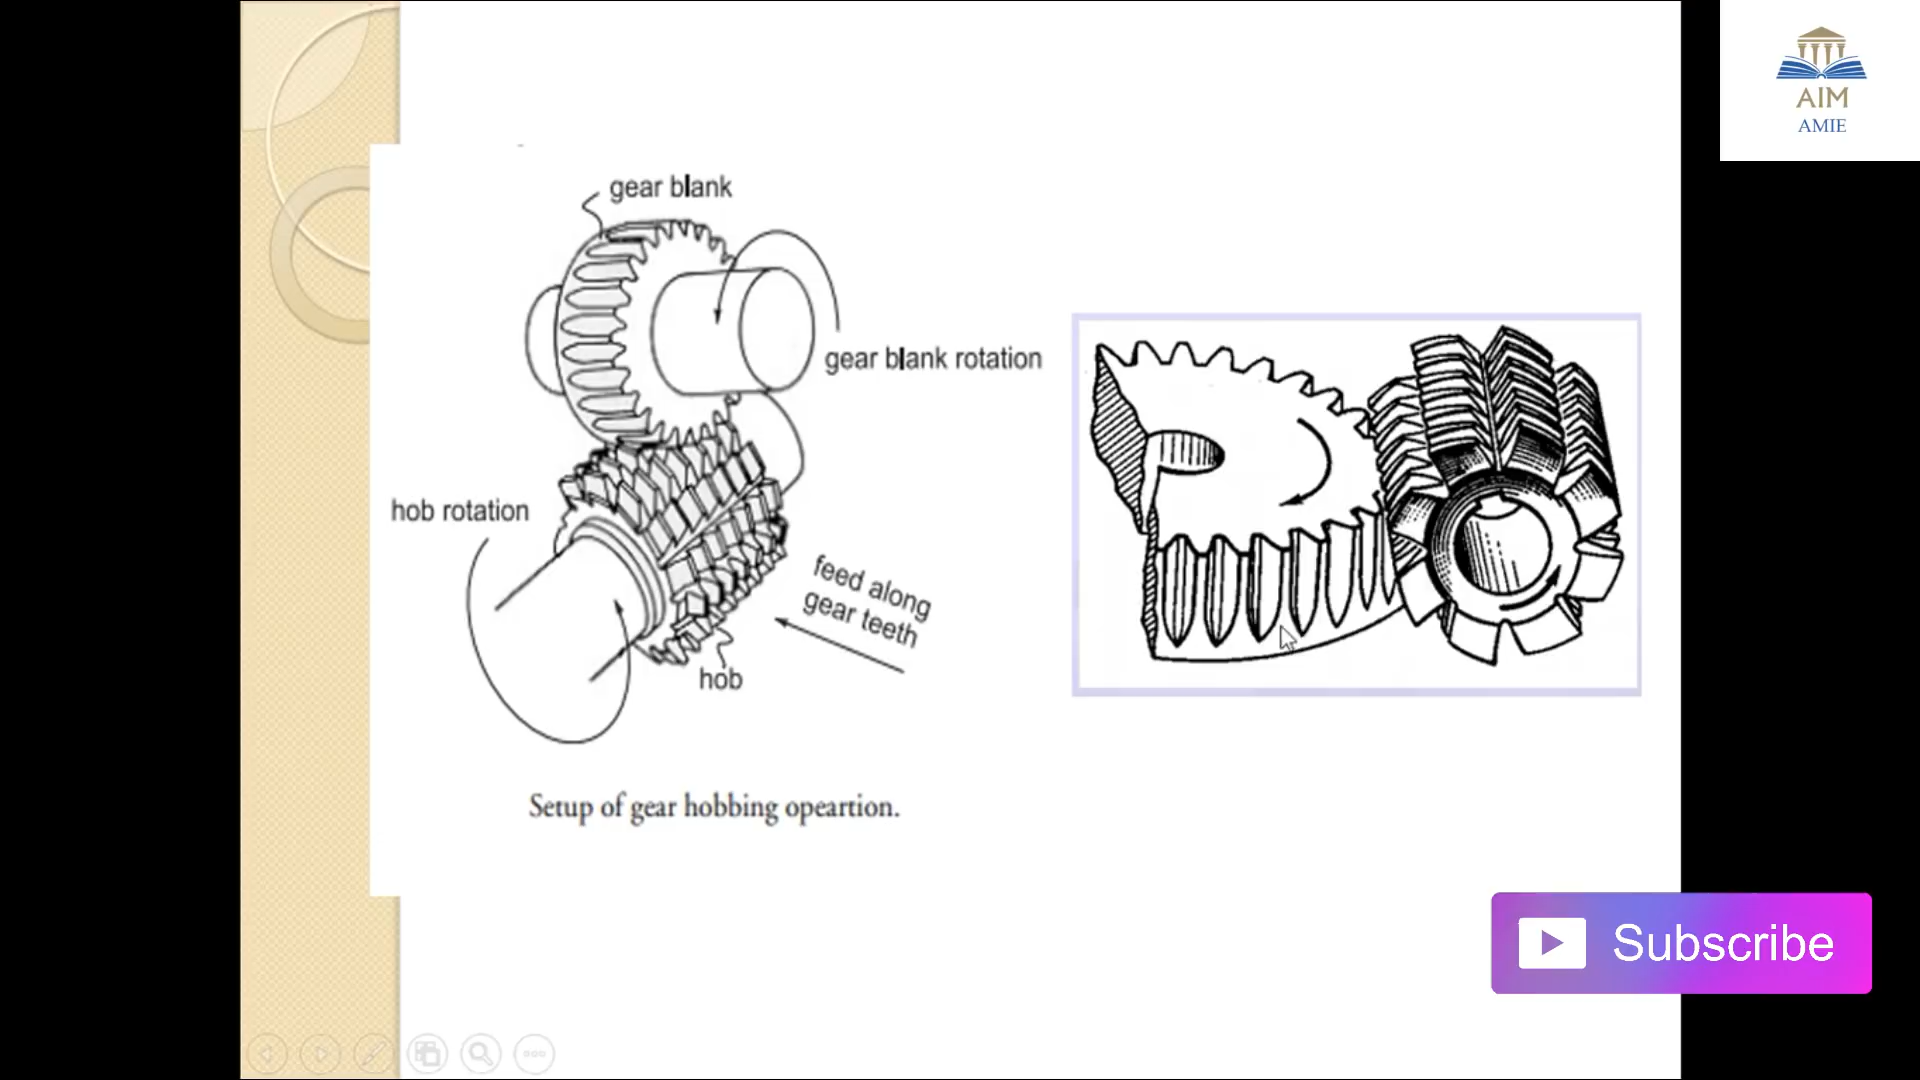 AIM
AMIE
gear blank
gear blank rotation
hob rotation
feed along
gear teeth
hob
Setup of gear hobbing opeartion.
Subscribe